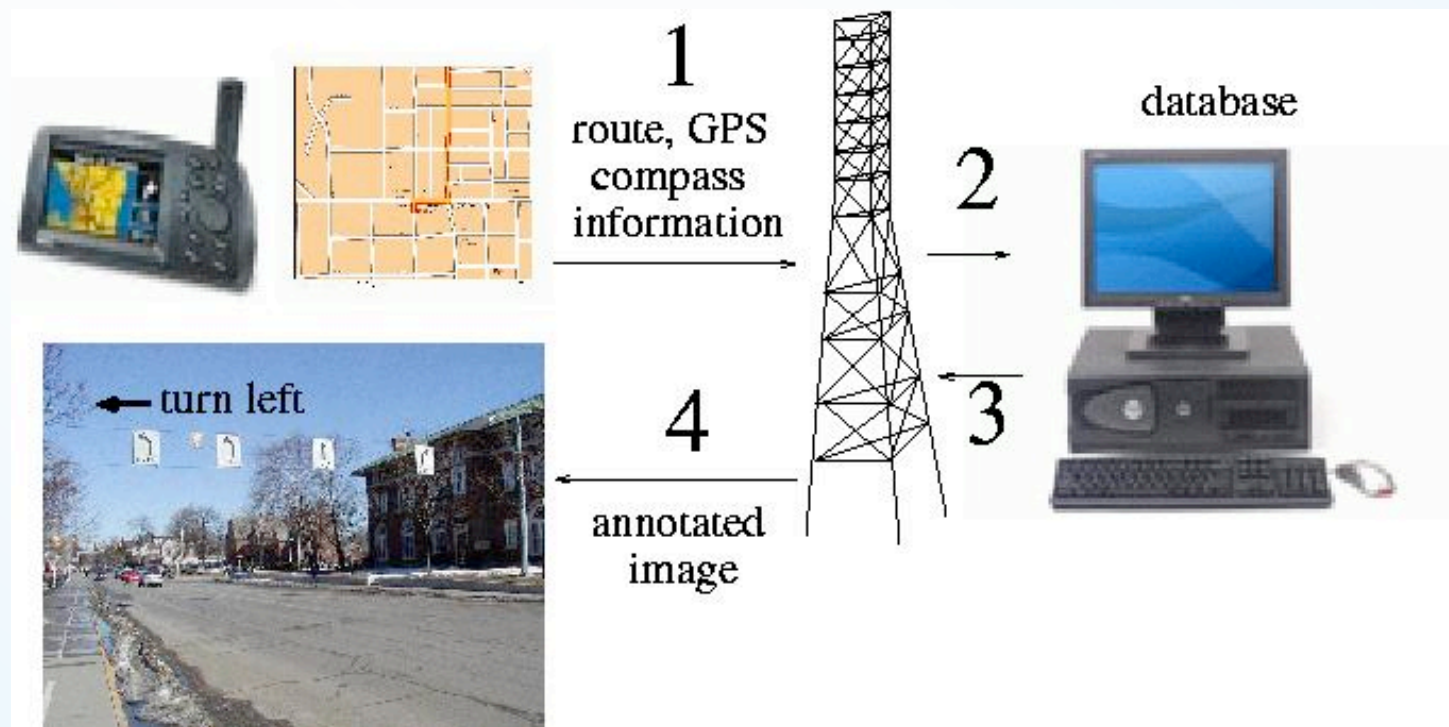 1
route, GPS
compass
information
2
database
3
4
annotated
image
turn left